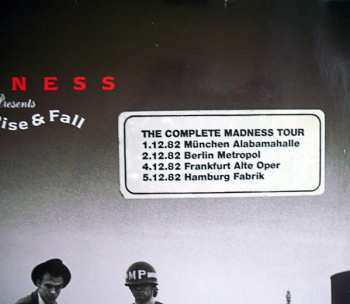 NESS
Presents
Rise & Fall
THE COMPLETE MADNESS TOUR
1.12.82 München Alabamahalle
2.12.82 Berlin Metropol
4.12.82 Frankfurt Alte Oper
5.12.82 Hamburg Fabrik
MP